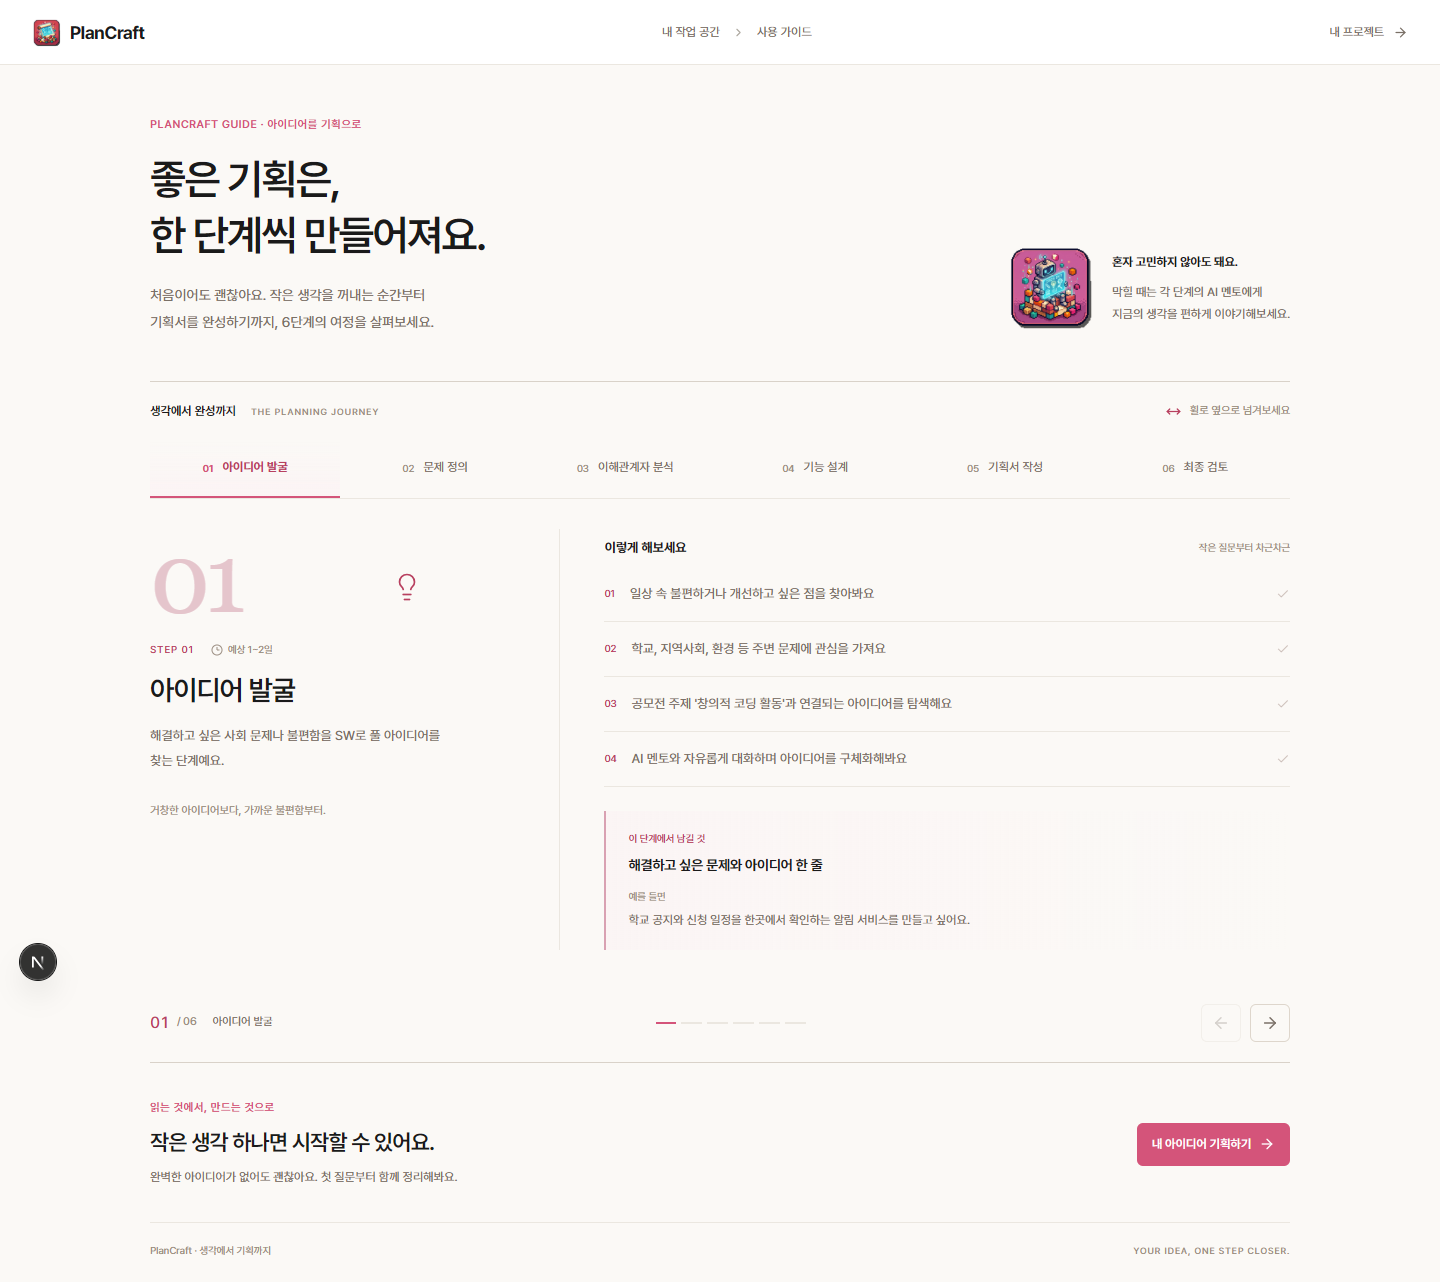 PlanCraft
내 작업 공간 > 사용 가이드
내 프로젝트 →
PLANCRAFT GUIDE · 아이디어를 기획으로
좋은 기획은,
한 단계씩 만들어져요.
처음이어도 괜찮아요. 작은 생각을 꺼내는 순간부터
기획서를 완성하기까지, 6단계의 여정을 살펴보세요.
혼자 고민하지 않아도 돼요.
막힐 때는 각 단계의 AI 멘토에게
지금의 생각을 편하게 이야기해보세요.
생각에서 완성까지 THE PLANNING JOURNEY
휠로 옆으로 넘겨보세요
01 아이디어 발굴
02 문제 정의
03 이해관계자 분석
04 기능 설계
05 기획서 작성
06 최종 검토
01
STEP 01 예상 1–2일
아이디어 발굴
해결하고 싶은 사회 문제나 불편함을 SW로 풀 아이디어를
찾는 단계예요.
거창한 아이디어보다, 가까운 불편함부터.
이렇게 해보세요
작은 질문부터 차근차근
01 일상 속 불편하거나 개선하고 싶은 점을 찾아봐요
02 학교, 지역사회, 환경 등 주변 문제에 관심을 가져요
03 공모전 주제 '창의적 코딩 활동'과 연결되는 아이디어를 탐색해요
04 AI 멘토와 자유롭게 대화하며 아이디어를 구체화해봐요
이 단계에서 남길 것
해결하고 싶은 문제와 아이디어 한 줄
예를 들면
학교 공지와 신청 일정을 한곳에서 확인하는 알림 서비스를 만들고 싶어요.
N
01 / 06 아이디어 발굴
읽는 것에서, 만드는 것으로
작은 생각 하나면 시작할 수 있어요.
완벽한 아이디어가 없어도 괜찮아요. 첫 질문부터 함께 정리해봐요.
내 아이디어 기획하기 →
PlanCraft · 생각에서 기획까지
YOUR IDEA, ONE STEP CLOSER.